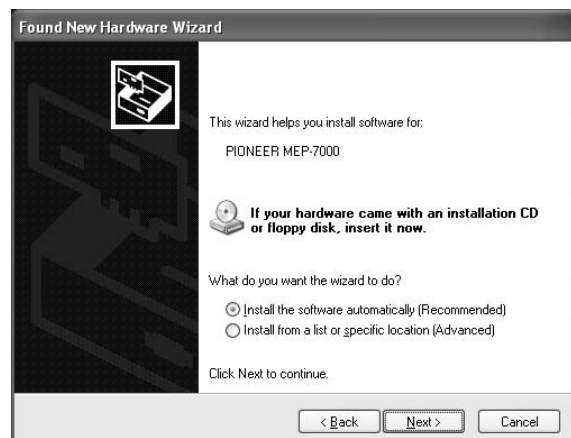 Found New Hardware Wizard
This wizard helps you install software for:
PIONEER MEP-7000
If your hardware came with an installation CD
or floppy disk, insert it now.
What do you want the wizard to do?
Install the software automatically (Recommended)
Install from a list or specific location (Advanced)
Click Next to continue.
< Back Next > Cancel